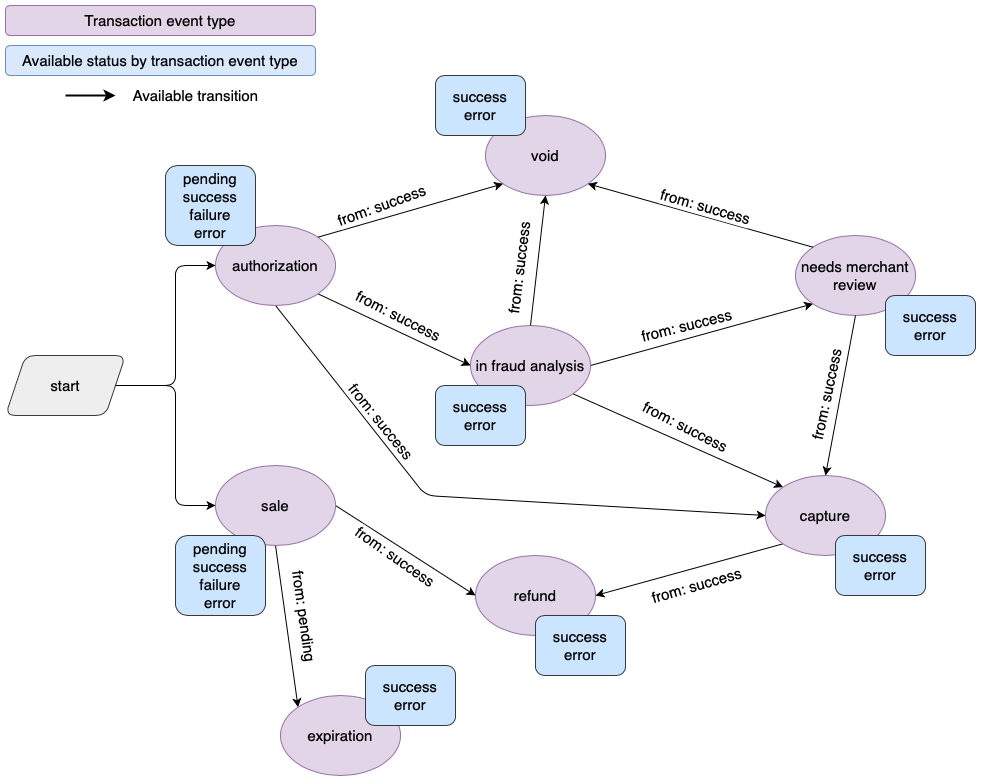 Transaction event type
Available status by transaction event type
Available transition
success
error
void
pending
success
failure
error
authorization
from: success
from: success
needs merchant
review
success
error
from: success
from: success
from: success
in fraud analysis
success
error
start
from: success
from: success
from: success
sale
capture
pending
success
failure
error
from: success
success
error
from: success
refund
from: pending
success
error
success
error
expiration